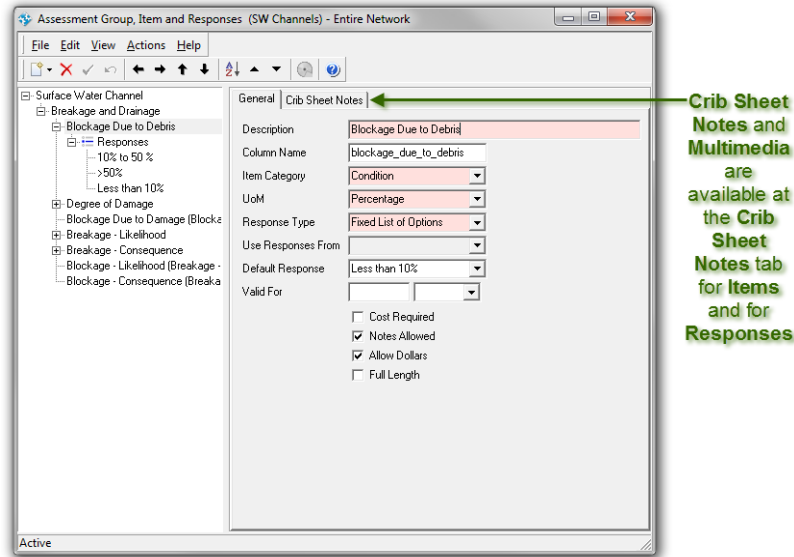 Assessment Group, Item and Responses (SW Channels) - Entire Network
File Edit View Actions Help
Surface Water Channel
Breakage and Drainage
Blockage Due to Debris
Responses
10% to 50 %
>50%
Less than 10%
Degree of Damage
Blockage Due to Damage (Blocka
Breakage - Likelihood
Breakage - Consequence
Blockage - Likelihood (Breakage -
Blockage - Consequence (Breaka
General Crib Sheet Notes
Description Blockage Due to Debris
Column Name blockage_due_to_debris
Item Category Condition
UoM Percentage
Response Type Fixed List of Options
Use Responses From
Default Response Less than 10%
Valid For
Cost Required
Notes Allowed
Allow Dollars
Full Length
Active
Crib Sheet
Notes and
Multimedia
are
available at
the Crib
Sheet
Notes tab
for Items
and for
Responses